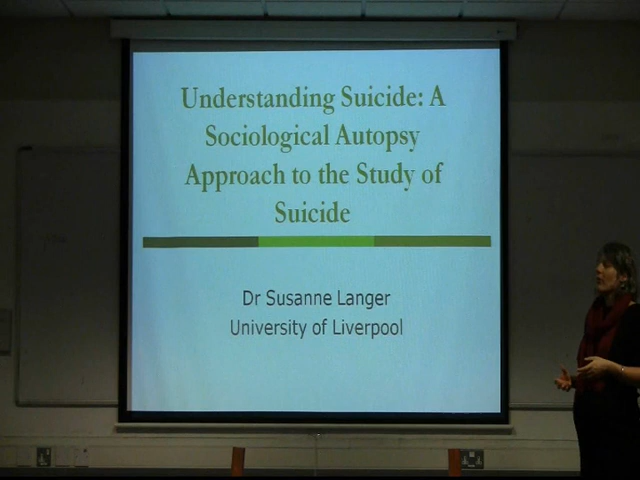 Understanding Suicide: A
Sociological Autopsy
Approach to the Study of
Suicide
Dr Susanne Langer
University of Liverpool